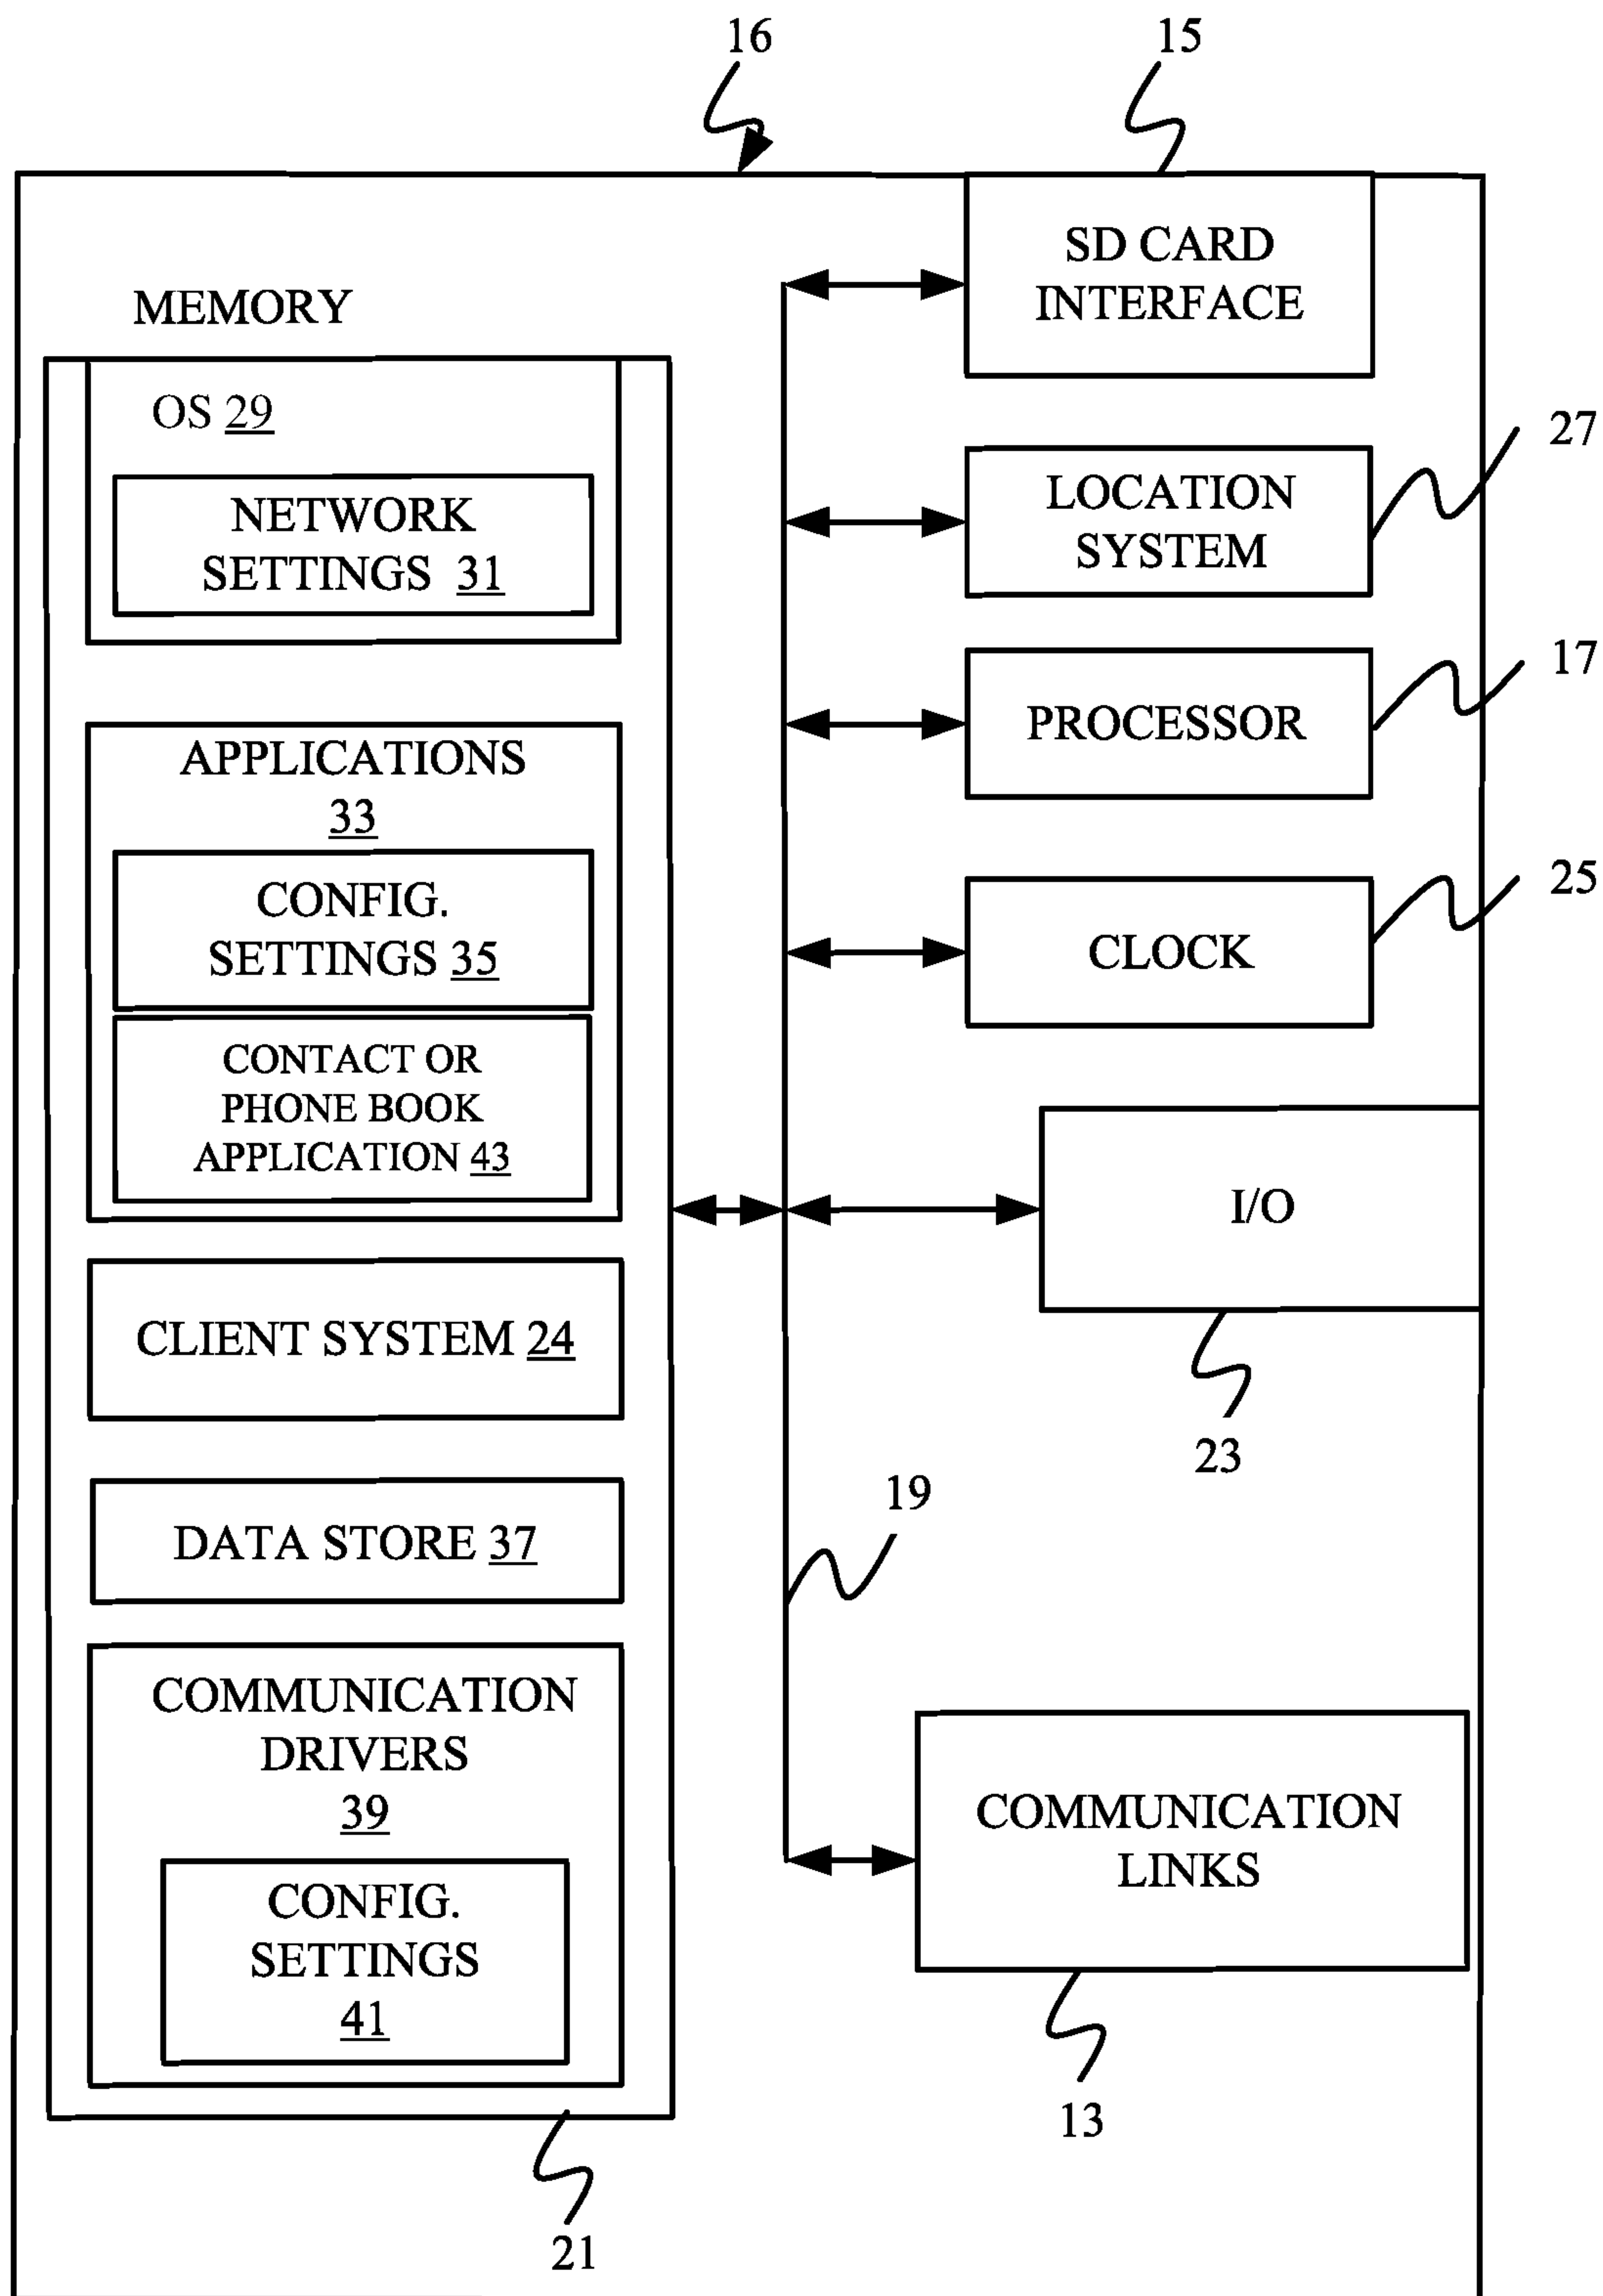 16
15
SD CARD
INTERFACE
MEMORY
OS 29
NETWORK
SETTINGS 31
APPLICATIONS
33
CONFIG.
SETTINGS 35
CONTACT OR
PHONE BOOK
APPLICATION 43
CLIENT SYSTEM 24
DATA STORE 37
COMMUNICATION
DRIVERS
39
CONFIG.
SETTINGS
41
21
27
LOCATION
SYSTEM
17
PROCESSOR
25
CLOCK
I/O
23
19
COMMUNICATION
LINKS
13